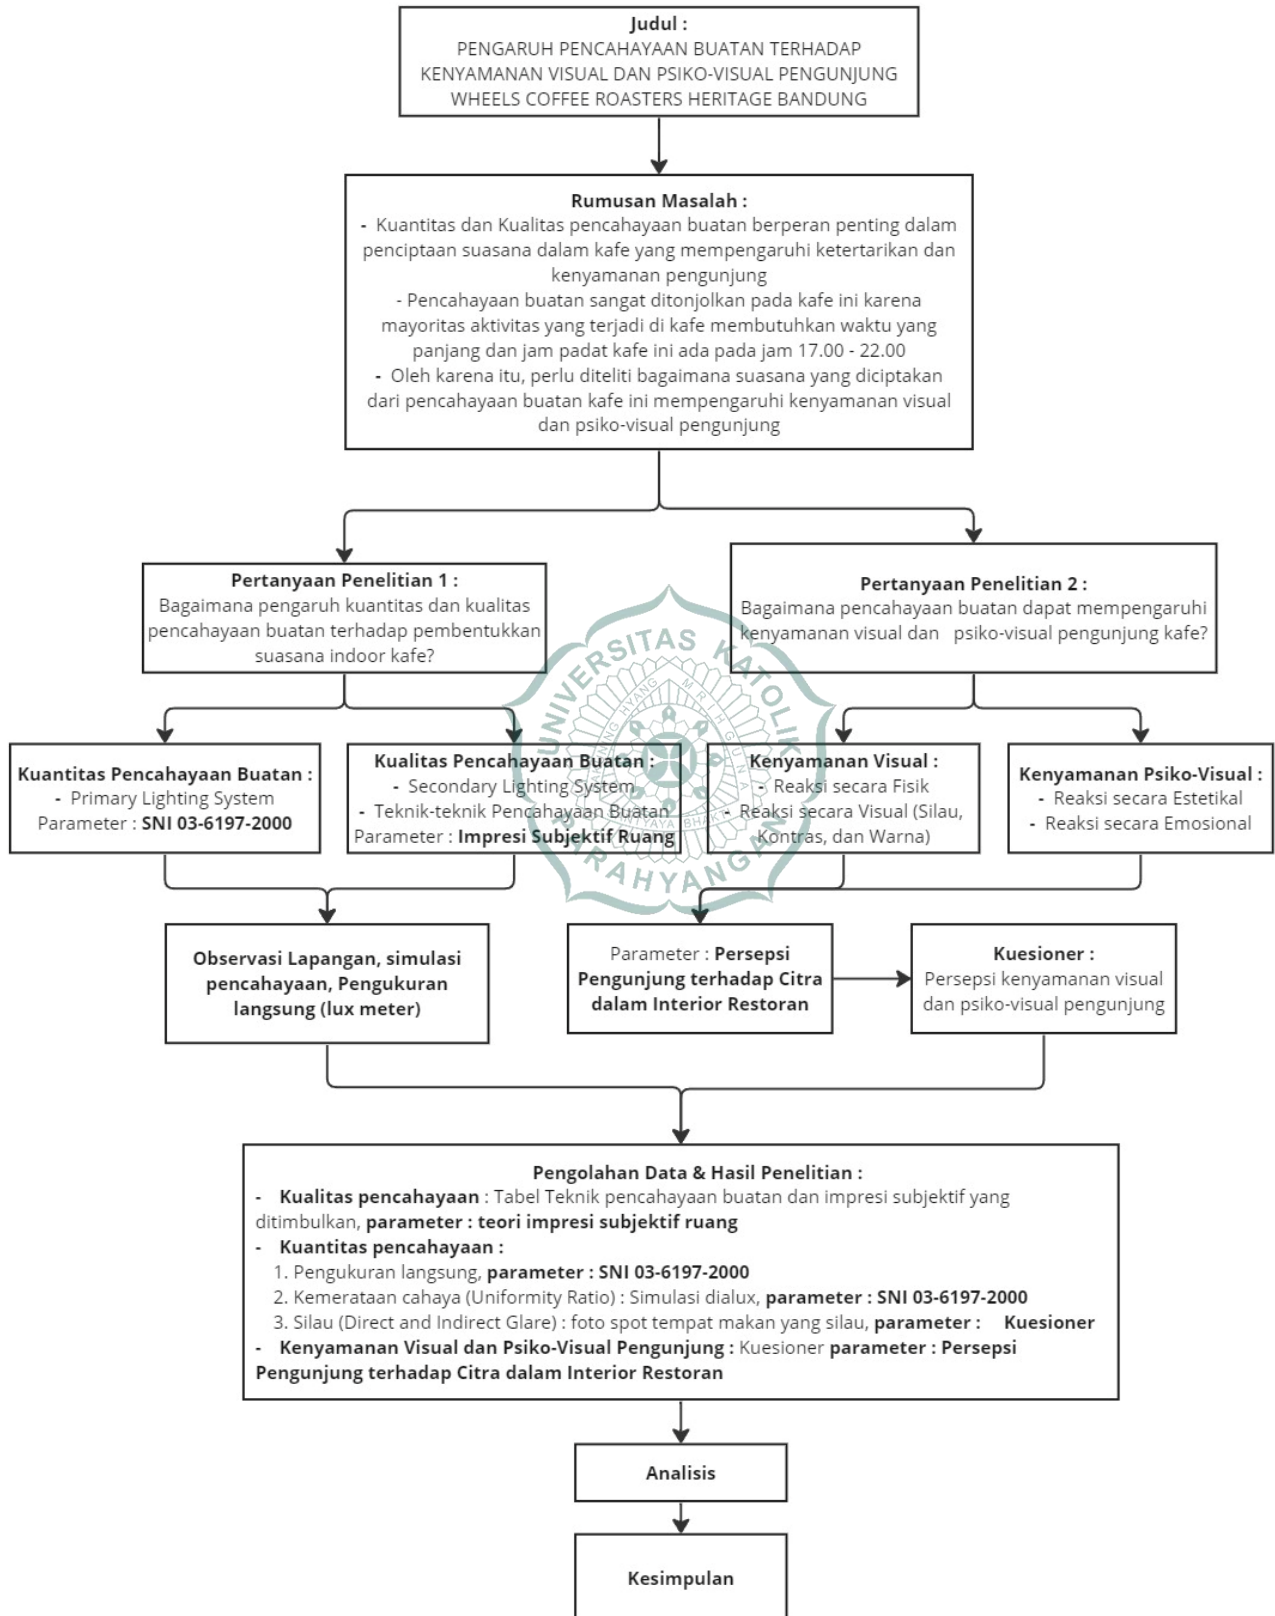 Judul :
PENGARUH PENCAHAYAAN BUATAN TERHADAP
KENYAMANAN VISUAL DAN PSIKO-VISUAL PENGUNJUNG
WHEELS COFFEE ROASTERS HERITAGE BANDUNG
Rumusan Masalah :
- Kuantitas dan Kualitas pencahayaan buatan berperan penting dalam
penciptaan suasana dalam kafe yang mempengaruhi ketertarikan dan
kenyamanan pengunjung
- Pencahayaan buatan sangat ditonjolkan pada kafe ini karena
mayoritas aktivitas yang terjadi di kafe membutuhkan waktu yang
panjang dan jam padat kafe ini ada pada jam 17.00 - 22.00
- Oleh karena itu, perlu diteliti bagaimana suasana yang diciptakan
dari pencahayaan buatan kafe ini mempengaruhi kenyamanan visual
dan psiko-visual pengunjung
Pertanyaan Penelitian 1 :
Bagaimana pengaruh kuantitas dan kualitas
pencahayaan buatan terhadap pembentukkan
suasana indoor kafe?
Pertanyaan Penelitian 2 :
Bagaimana pencahayaan buatan dapat mempengaruhi
kenyamanan visual dan psiko-visual pengunjung kafe?
Kuantitas Pencahayaan Buatan :
- Primary Lighting System
Parameter : SNI 03-6197-2000
Kualitas Pencahayaan Buatan :
- Secondary Lighting System
- Teknik-teknik Pencahayaan Buatan
Parameter : Impresi Subjektif Ruang
Kenyamanan Visual :
- Reaksi secara Fisik
- Reaksi secara Visual (Silau,
Kontras, dan Warna)
Kenyamanan Psiko-Visual :
- Reaksi secara Estetikal
- Reaksi secara Emosional
UNIVERSITAS KATOLIK
PARAHYANGAN
Observasi Lapangan, simulasi
pencahayaan, Pengukuran
langsung (lux meter)
Parameter : Persepsi
Pengunjung terhadap Citra
dalam Interior Restoran
Kuesioner :
Persepsi kenyamanan visual
dan psiko-visual pengunjung
Pengolahan Data & Hasil Penelitian :
- Kualitas pencahayaan : Tabel Teknik pencahayaan buatan dan impresi subjektif yang
ditimbulkan, parameter : teori impresi subjektif ruang
- Kuantitas pencahayaan :
1. Pengukuran langsung, parameter : SNI 03-6197-2000
2. Kemerataan cahaya (Uniformity Ratio) : Simulasi dialux, parameter : SNI 03-6197-2000
3. Silau (Direct and Indirect Glare) : foto spot tempat makan yang silau, parameter : Kuesioner
- Kenyamanan Visual dan Psiko-Visual Pengunjung : Kuesioner parameter : Persepsi
Pengunjung terhadap Citra dalam Interior Restoran
Analisis
Kesimpulan